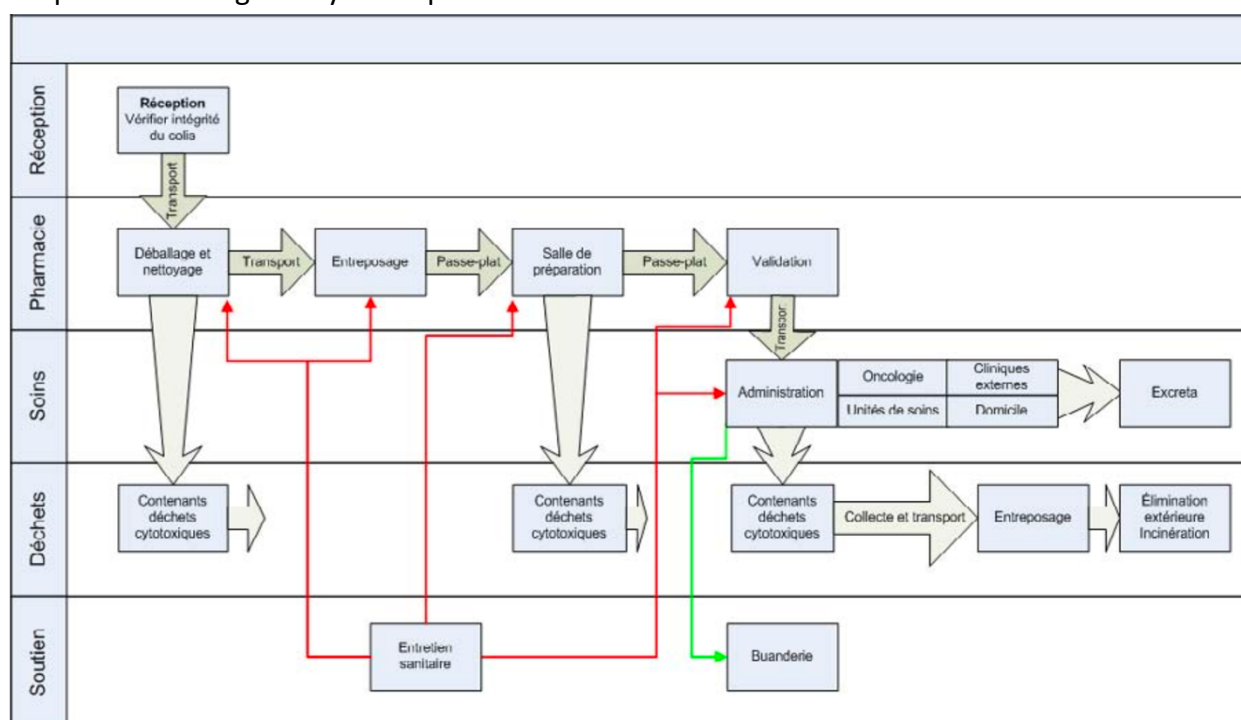 Réception
Réception
Vérifier intégrité
du colis
Transport
Pharmacie
Déballage et
nettoyage
Transport
Entreposage
Passe-plat
Salle de
préparation
Passe-plat
Validation
Transport
Soins
Administration
Oncologie
Cliniques
externes
Unités de soins
Domicile
Excreta
Déchets
Contenants
déchets
cytotoxiques
Contenants
déchets
cytotoxiques
Contenants
déchets
cytotoxiques
Collecte et transport
Entreposage
Élimination
extérieure
Incinération
Soutien
Entretien
sanitaire
Buanderie